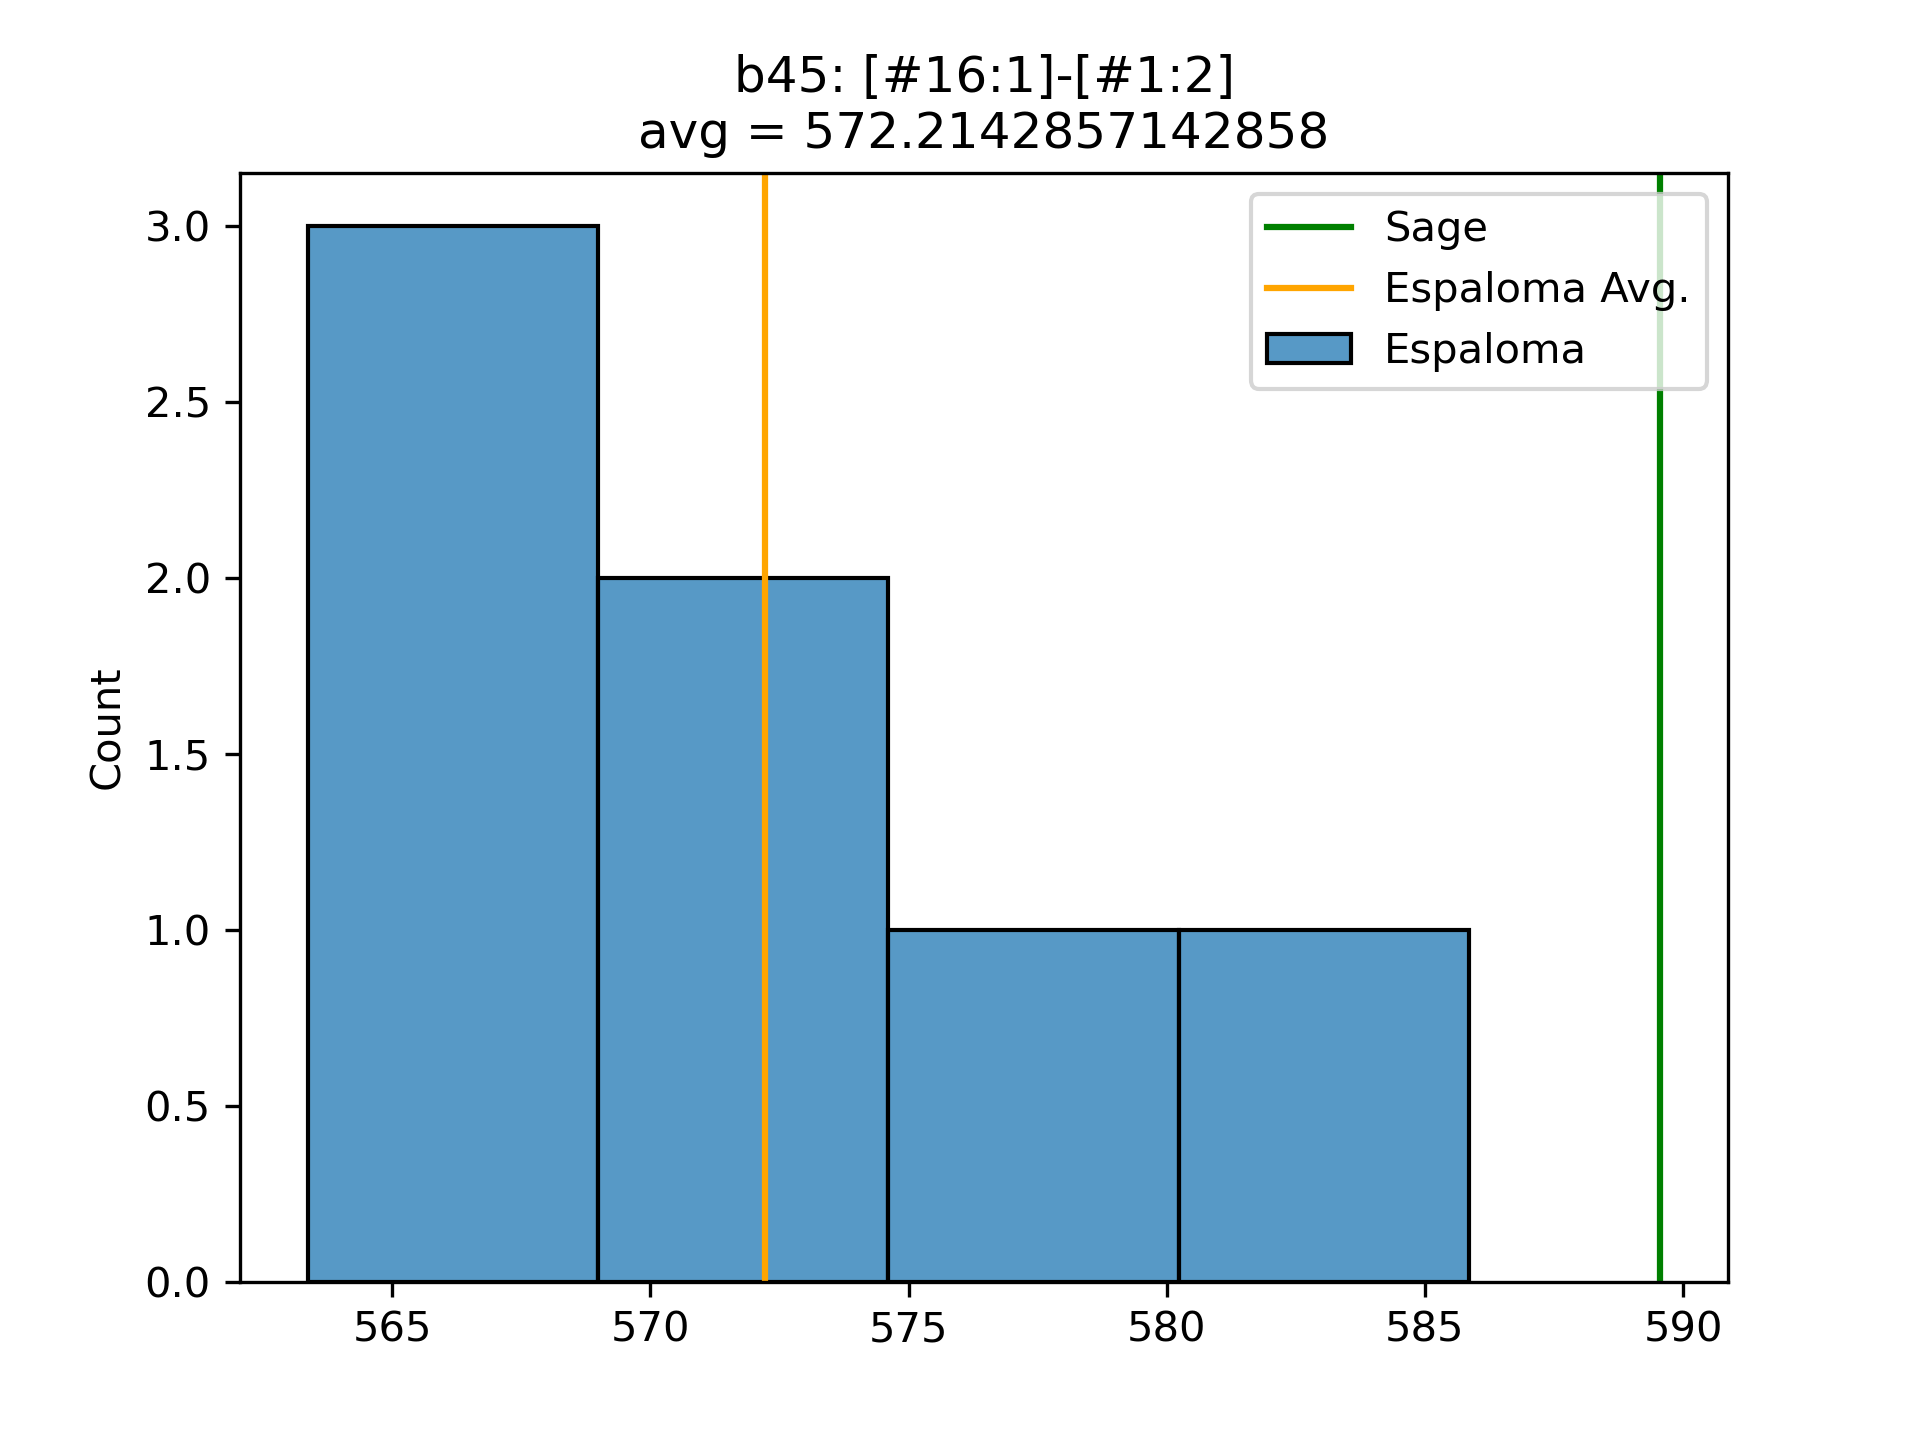 b45: [#16:1]-[#1:2]
avg = 572.2142857142858
Sage
Espaloma Avg.
Espaloma
3.0
2.5
2.0
1.5
1.0
0.5
0.0
Count
565 570 575 580 585 590